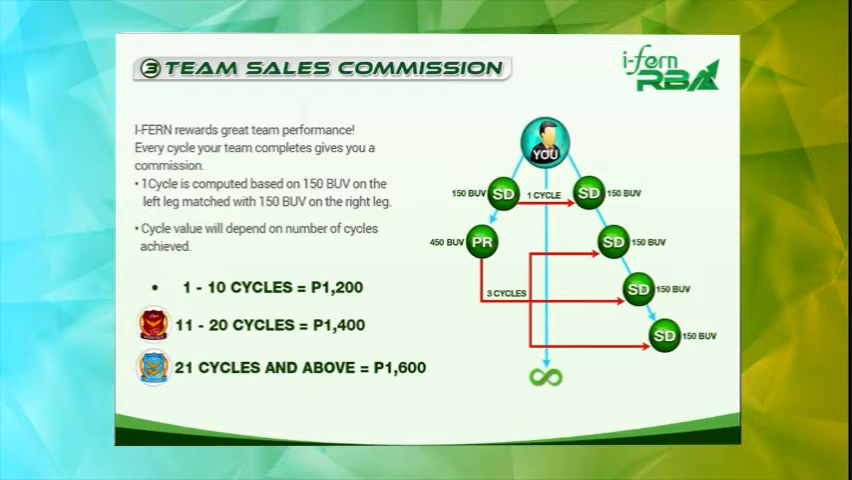 3 TEAM SALES COMMISSION
i-fern
RBA
I-FERN rewards great team performance!
Every cycle your team completes gives you a
commission.
• 1Cycle is computed based on 150 BUV on the
left leg matched with 150 BUV on the right leg.
• Cycle value will depend on number of cycles
achieved.
• 1 - 10 CYCLES = P1,200
11 - 20 CYCLES = P1,400
21 CYCLES AND ABOVE = P1,600
YOU
150 BUV SD 1 CYCLE SD 150 BUV
450 BUV PR SD 150 BUV
3 CYCLES SD 150 BUV
SD 150 BUV